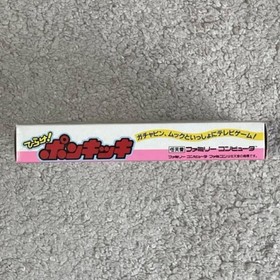 ひらけ!
ポンキッキ
ガチャピン、ムックといっしょにテレビゲーム!
ファミリー コンピュータ